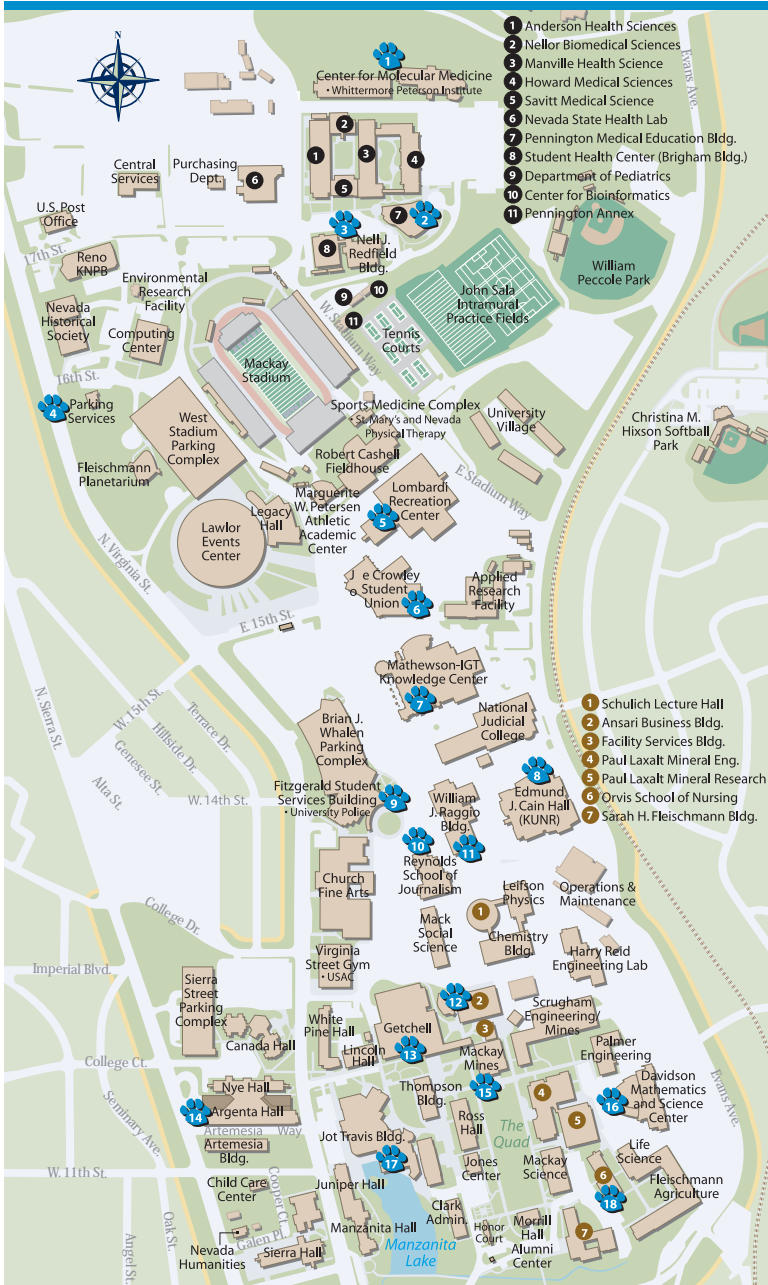 N
1 Anderson Health Sciences
2 Nellor Biomedical Sciences
3 Manville Health Science
4 Howard Medical Sciences
5 Savitt Medical Science
6 Nevada State Health Lab
7 Pennington Medical Education Bldg.
8 Student Health Center (Brigham Bldg.)
9 Department of Pediatrics
10 Center for Bioinformatics
11 Pennington Annex
Evans Ave.
1
Center for Molecular Medicine
• Whittermore Peterson Institute
2
1
3
4
5
Central
Services
Purchasing
Dept.
6
U.S. Post
Office
17th St.
7
2
3
8
Nell J.
Redfield
Bldg.
Reno
KNPB
Environmental
Research
Facility
William
Peccole Park
John Sala
Intramural
Practice Fields
9
10
11
W. Stadium Way
Tennis
Courts
Nevada
Historical
Society
Computing
Center
Mackay
Stadium
16th St.
4
Parking
Services
Sports Medicine Complex
• St. Mary's and Nevada
Physical Therapy
University
Village
Christina M.
Hixson Softball
Park
West
Stadium
Parking
Complex
Robert Cashell
Fieldhouse
Fleischmann
Planetarium
E. Stadium Way
Lombardi
Recreation
Center
5
Marguerite
W. Petersen
Athletic
Academic
Center
Legacy
Hall
Lawlor
Events
Center
N. Virginia St.
J e Crowley
o Student
Union
6
Applied
Research
Facility
E. 15th St.
Mathewson-IGT
Knowledge Center
7
N. Sierra St.
W. 15th St.
Terrace Dr.
Hillside Dr.
Genesee St.
Alta St.
W. 14th St.
Brian J.
Whalen
Parking
Complex
National
Judicial
College
1 Schulich Lecture Hall
2 Ansari Business Bldg.
3 Facility Services Bldg.
4 Paul Laxalt Mineral Eng.
5 Paul Laxalt Mineral Research
6 Orvis School of Nursing
7 Sarah H. Fleischmann Bldg.
8
Edmund
J. Cain Hall
(KUNR)
Fitzgerald Student
Services Building
• University Police
9
William
J. Raggio
Bldg.
10
11
Reynolds
School of
Journalism
Church
Fine Arts
Leifson
Physics
Operations &
Maintenance
1
Mack
Social
Science
Chemistry
Bldg.
College Dr.
Virginia
Street Gym
• USAC
Harry Reid
Engineering Lab
Imperial Blvd.
Sierra
Street
Parking
Complex
12
2
3
White
Pine Hall
Getchell
13
Scrugham
Engineering/
Mines
Canada Hall
Lincoln
Hall
Mackay
Mines
Palmer
Engineering
College Ct.
Nye Hall
Thompson
Bldg.
15
4
Davidson
Mathematics
and Science
Center
16
Evans Ave.
14
Argenta Hall
Artemesia Way
Ross
Hall
The
Quad
5
Seminary Ave.
Artemesia
Bldg.
Jot Travis Bldg.
17
Life
Science
W. 11th St.
Child Care
Center
Juniper Hall
Jones
Center
Mackay
Science
6
18
Fleischmann
Agriculture
Oak St.
Cooper Ct.
Clark
Admin.
Honor
Court
Morrill
Hall
Alumni
Center
7
Manzanita Hall
Manzanita
Lake
Galen Pl.
Angel St.
Nevada
Humanities
Sierra Hall